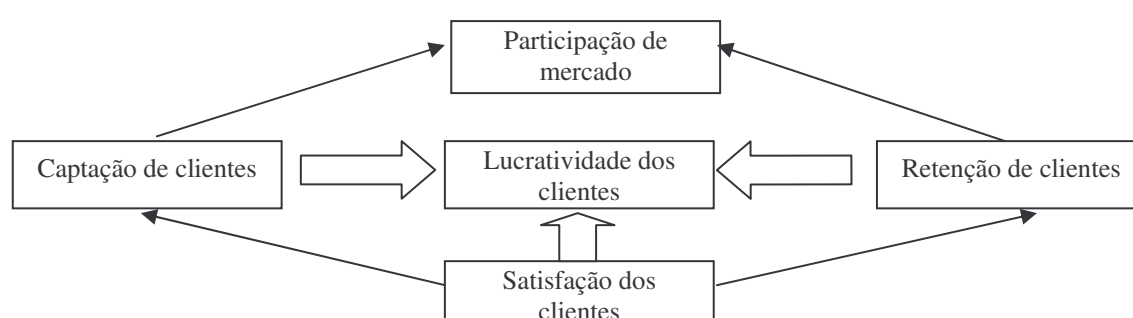 Participação de
mercado
Captação de clientes
Lucratividade dos
clientes
Retenção de clientes
Satisfação dos
clientes